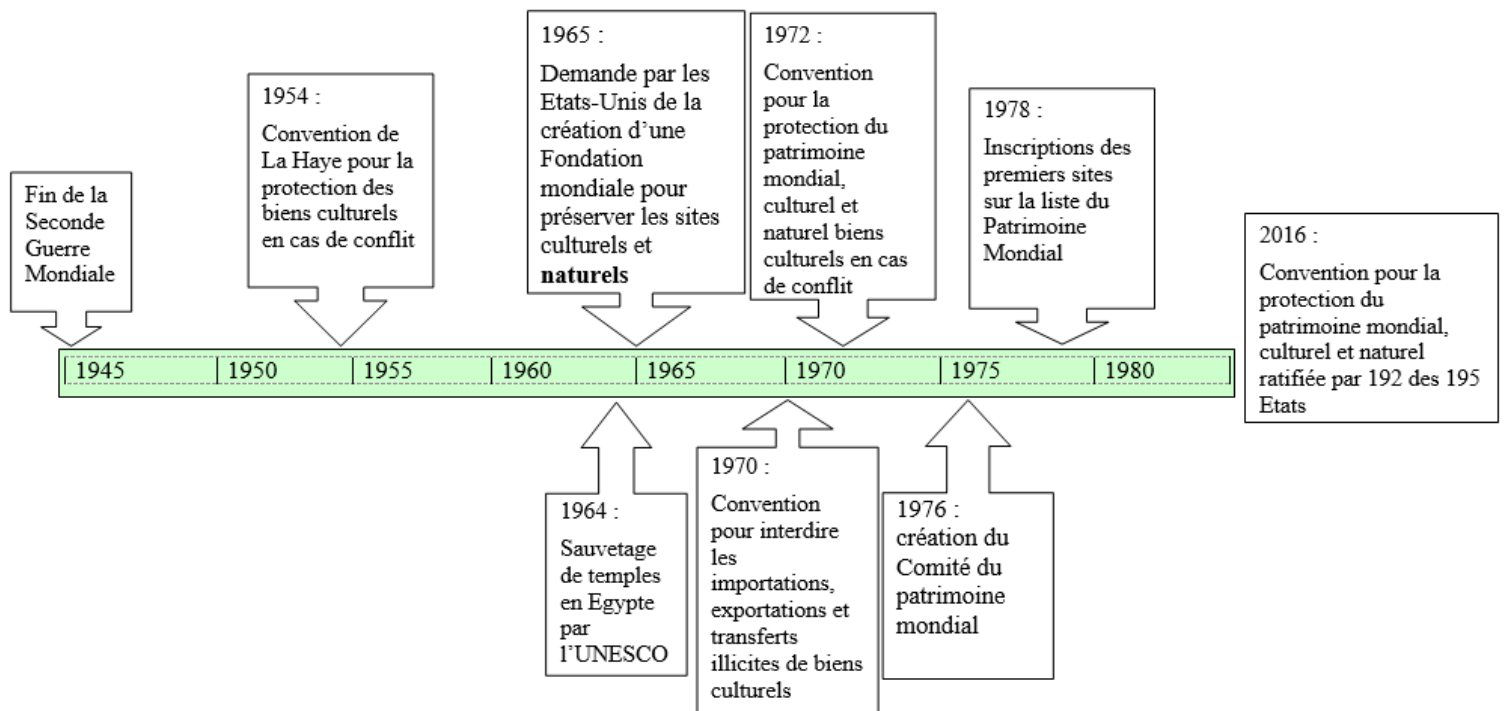 Fin de la
Seconde
Guerre
Mondiale
1954 :
Convention de
La Haye pour la
protection des
biens culturels
en cas de conflit
1965 :
Demande par les
Etats-Unis de la
création d’une
Fondation
mondiale pour
préserver les sites
culturels et
naturels
1972 :
Convention
pour la
protection du
patrimoine
mondial,
culturel et
naturel biens
culturels en cas
de conflit
1978 :
Inscriptions des
premiers sites
sur la liste du
Patrimoine
Mondial
2016 :
Convention pour la
protection du
patrimoine mondial,
culturel et naturel
ratifiée par 192 des 195
Etats
1945
1950
1955
1960
1965
1970
1975
1980
1964 :
Sauvetage
de temples
en Egypte
par
l’UNESCO
1970 :
Convention
pour interdire
les
importations,
exportations et
transferts
illicites de biens
culturels
1976 :
création du
Comité du
patrimoine
mondial